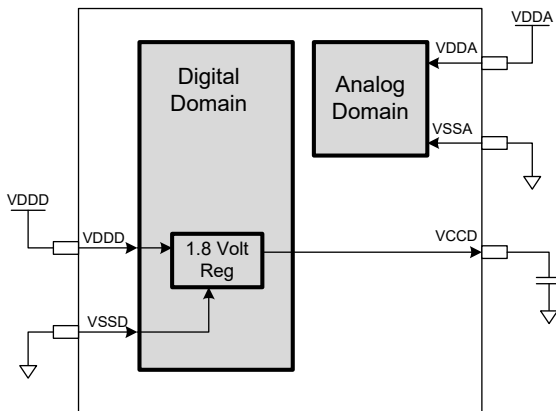 VDDA
VDDA
Digital
Domain
Analog
Domain
VSSA
VDDD
VDDD
1.8 Volt
Reg
VCCD
VSSD